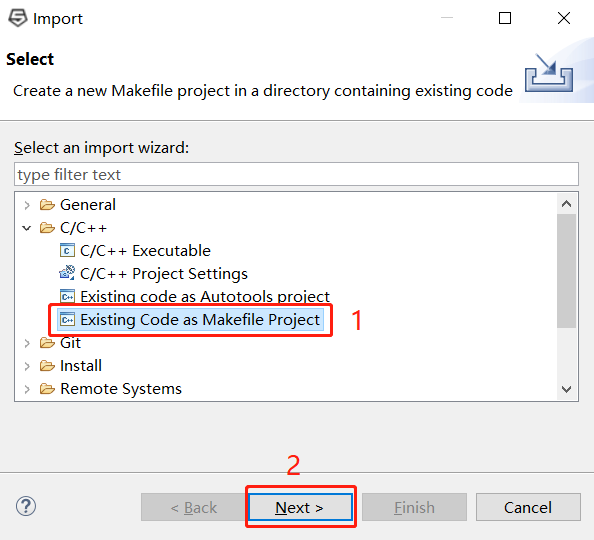 Import
Select
Create a new Makefile project in a directory containing existing code
Select an import wizard:
type filter text
General
C/C++
C/C++ Executable
C/C++ Project Settings
Existing code as Autotools project
Existing Code as Makefile Project
1
Git
Install
Remote Systems
2
< Back
Next >
Finish
Cancel